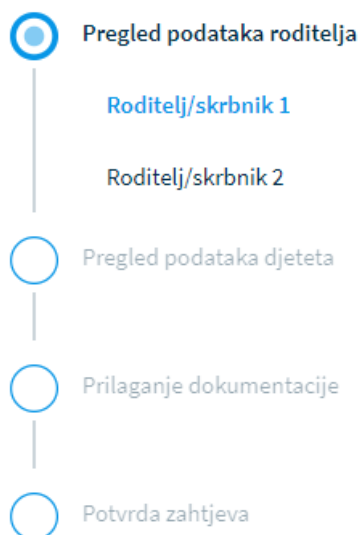 Pregled podataka roditelja
Roditelj/skrbnik 1
Roditelj/skrbnik 2
Pregled podataka djeteta
Prilaganje dokumentacije
Potvrda zahtjeva